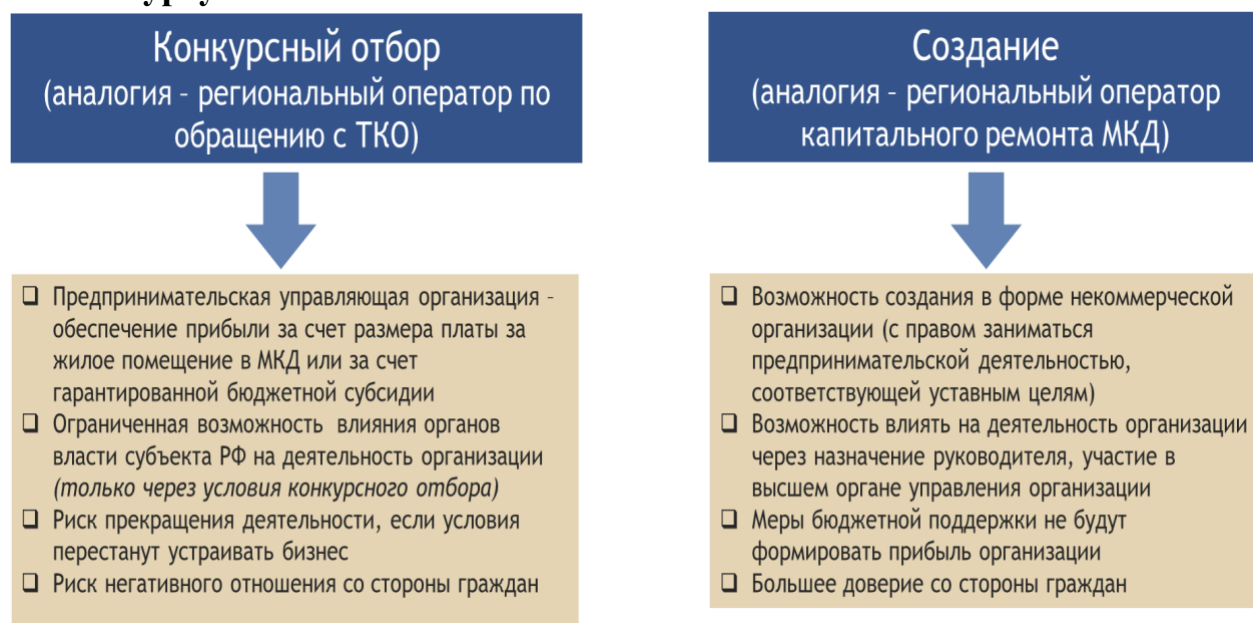 Конкурсный отбор
(аналогия - региональный оператор по
обращению с ТКО)
❑ Предпринимательская управляющая организация -
обеспечение прибыли за счет размера платы за
жилое помещение в МКД или за счет
гарантированной бюджетной субсидии
❑ Ограниченная возможность влияния органов
власти субъекта РФ на деятельность организации
(только через условия конкурсного отбора)
❑ Риск прекращения деятельности, если условия
перестанут устраивать бизнес
❑ Риск негативного отношения со стороны граждан
Создание
(аналогия - региональный оператор
капитального ремонта МКД)
❑ Возможность создания в форме некоммерческой
организации (с правом заниматься
предпринимательской деятельностью,
соответствующей уставным целям)
❑ Возможность влиять на деятельность организации
через назначение руководителя, участие в
высшем органе управления организации
❑ Меры бюджетной поддержки не будут
формировать прибыль организации
❑ Большее доверие со стороны граждан